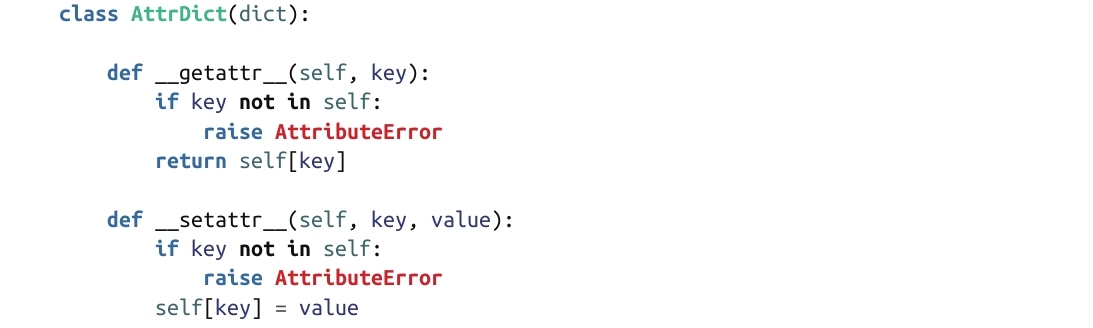 class AttrDict(dict):
    def __getattr__(self, key):
        if key not in self:
            raise AttributeError
        return self[key]
    def __setattr__(self, key, value):
        if key not in self:
            raise AttributeError
        self[key] = value